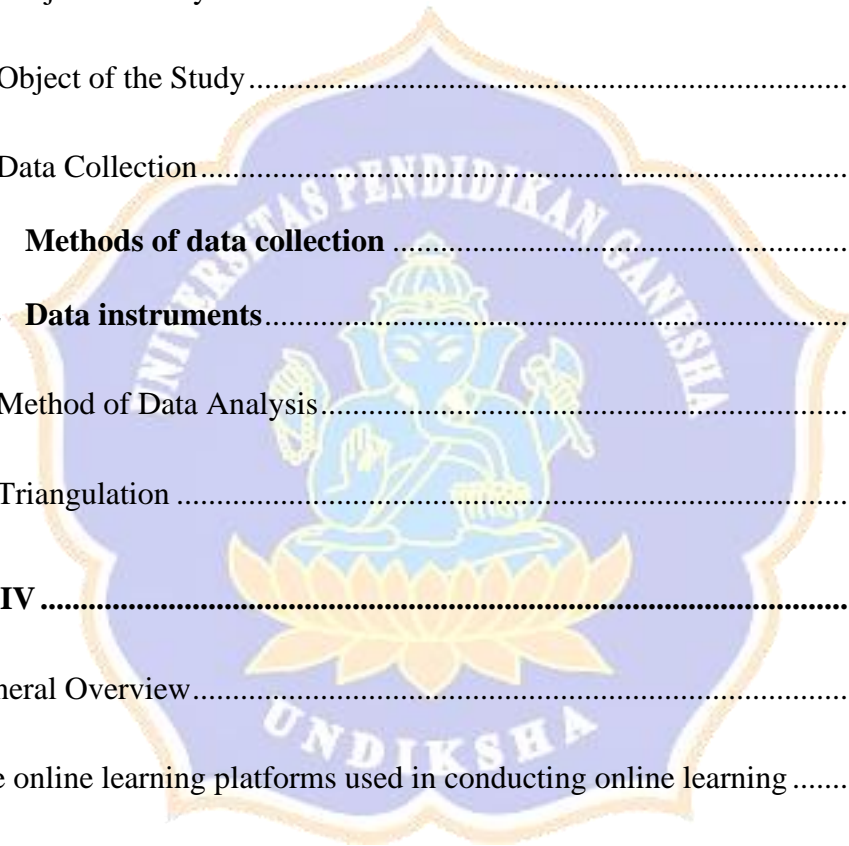 Object of the Study................................................................................
Data Collection................................................................................
UNIVERSITAS PENDIDIKAN GANESHA
Methods of data collection................................................................................
Data instruments................................................................................
Method of Data Analysis................................................................................
Triangulation................................................................................
IV................................................................................
neral Overview................................................................................
UNDIKSHA
e online learning platforms used in conducting online learning.......